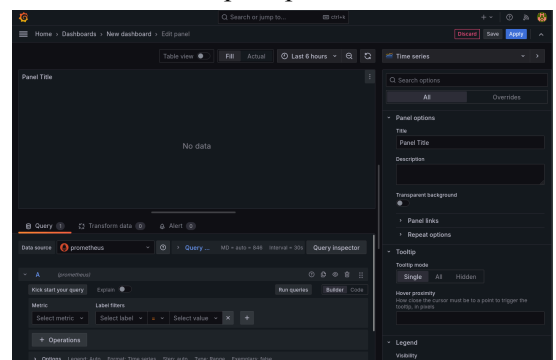 Search or jump to... ctrl+k
Home › Dashboards › New dashboard › Edit panel Discard Save Apply
Table view Fill Actual Last 6 hours
Time series
Panel Title
No data
Search options
All Overrides
Panel options
Title
Panel Title
Description
Transparent background
Panel links
Repeat options
Tooltip
Tooltip mode
Single All Hidden
Hover proximity
How close the cursor must be to a point to trigger the
tooltip, in pixels
Legend
Visibility
Query 1 Transform data 0 Alert 0
Data source prometheus Query ... MD = auto = 846 Interval = 30s Query inspector
A (prometheus)
Kick start your query Explain Run queries Builder Code
Metric Label filters
Select metric Select label = Select value × +
+ Operations
Options Legend: Auto Format: Time series Step: auto Type: Range Exemplars: false